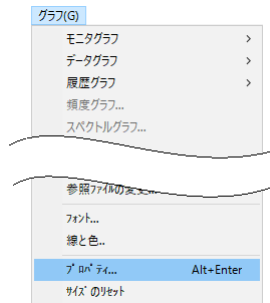 グラフ(G)
モニタグラフ >
データグラフ >
履歴グラフ >
頻度グラフ...
スペクトルグラフ...
参照ファイルの変更...
フォント...
線と色..
プロパティ... Alt+Enter
サイズのリセット